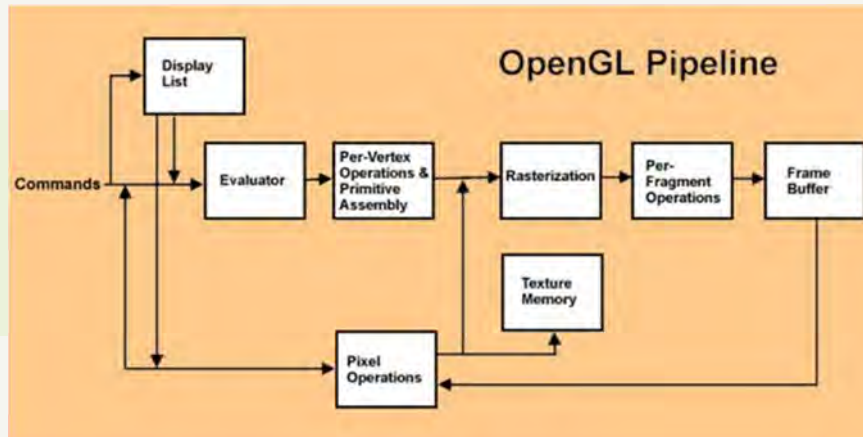 OpenGL Pipeline
Display
List
Commands
Evaluator
Per-Vertex
Operations &
Primitive
Assembly
Rasterization
Per-
Fragment
Operations
Frame
Buffer
Texture
Memory
Pixel
Operations